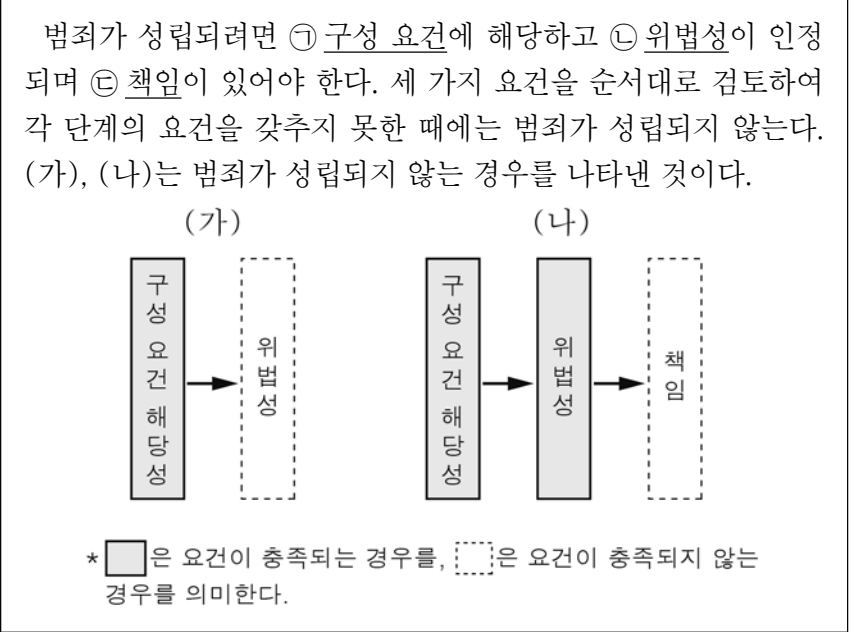 범죄가 성립되려면 ㉠ 구성 요건에 해당하고 ㉡ 위법성이 인정
되며 ㉢ 책임이 있어야 한다. 세 가지 요건을 순서대로 검토하여
각 단계의 요건을 갖추지 못한 때에는 범죄가 성립되지 않는다.
(가), (나)는 범죄가 성립되지 않는 경우를 나타낸 것이다.
(가)
구성 요건 해당성
위법성
(나)
구성 요건 해당성
위법성
책임
* 은 요건이 충족되는 경우를, 은 요건이 충족되지 않는
경우를 의미한다.